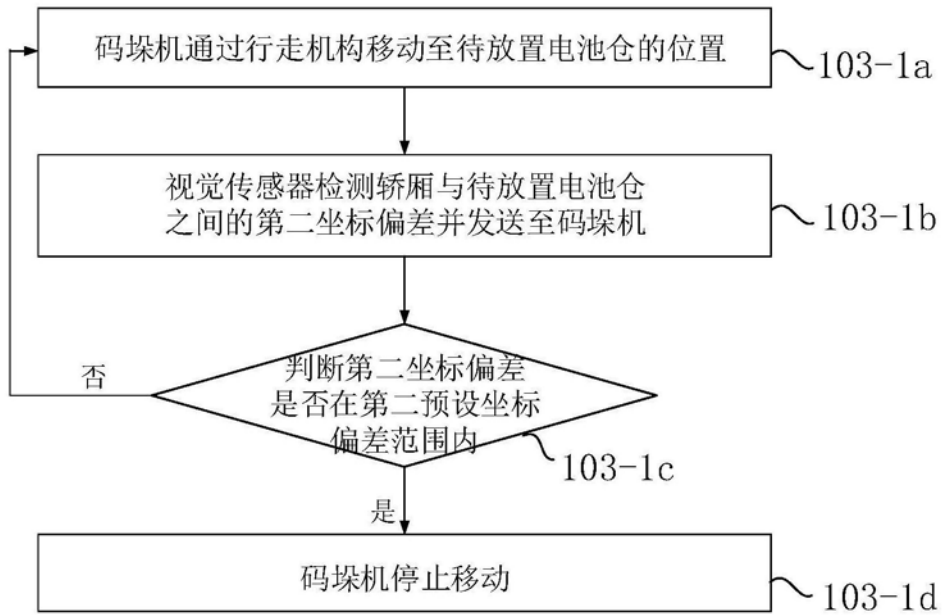 码垛机通过行走机构移动至待放置电池仓的位置
103-1a
视觉传感器检测轿厢与待放置电池仓
之间的第二坐标偏差并发送至码垛机
103-1b
判断第二坐标偏差
是否在第二预设坐标
偏差范围内
103-1c
否
是
码垛机停止移动
103-1d